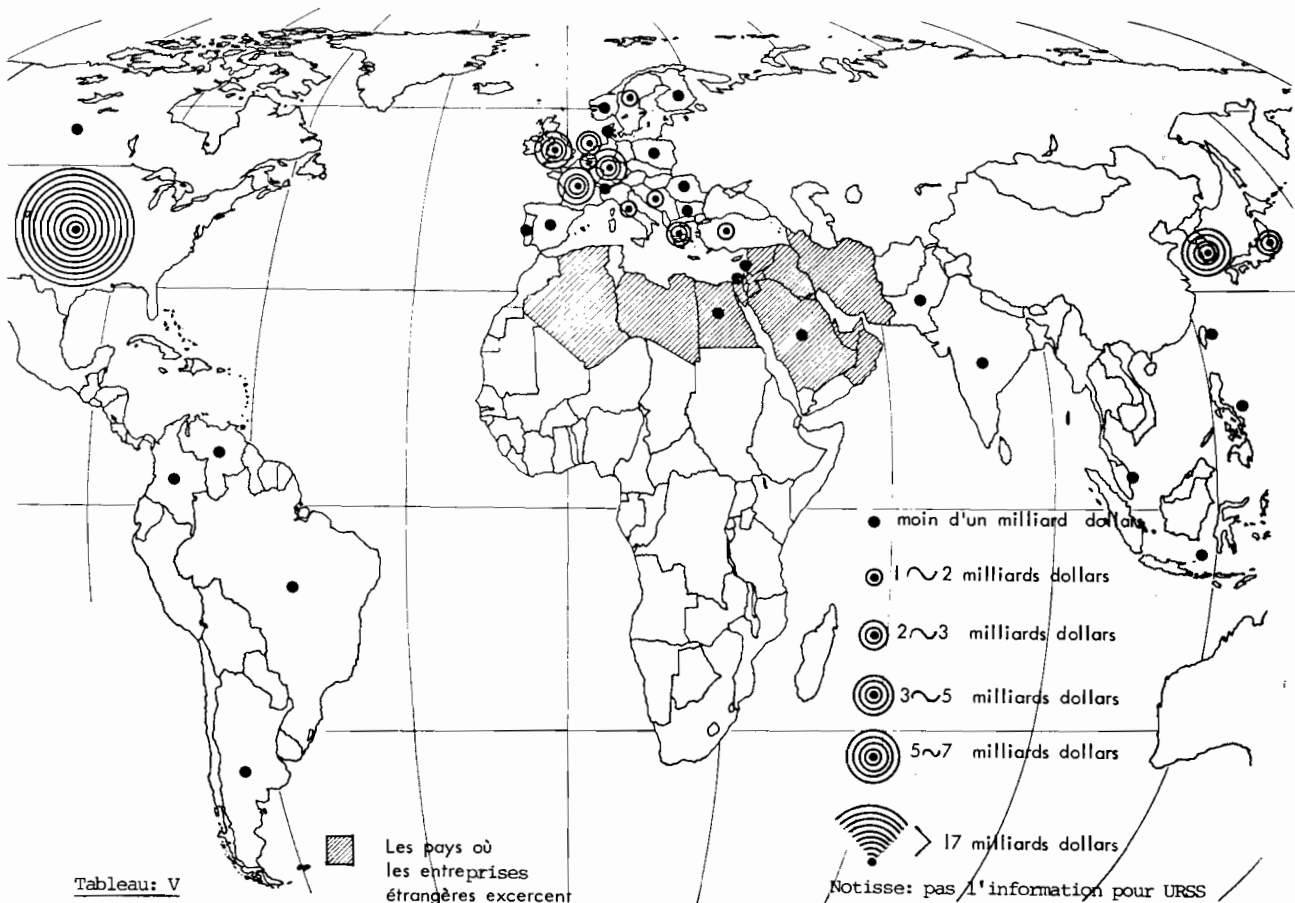 moin d'un milliard dollars
1∼2 milliards dollars
2∼3 milliards dollars
3∼5 milliards dollars
5∼7 milliards dollars
> 17 milliards dollars
Les pays où
les entreprises
étrangères excercent
Tableau: V
Notisse: pas l'information pour URSS